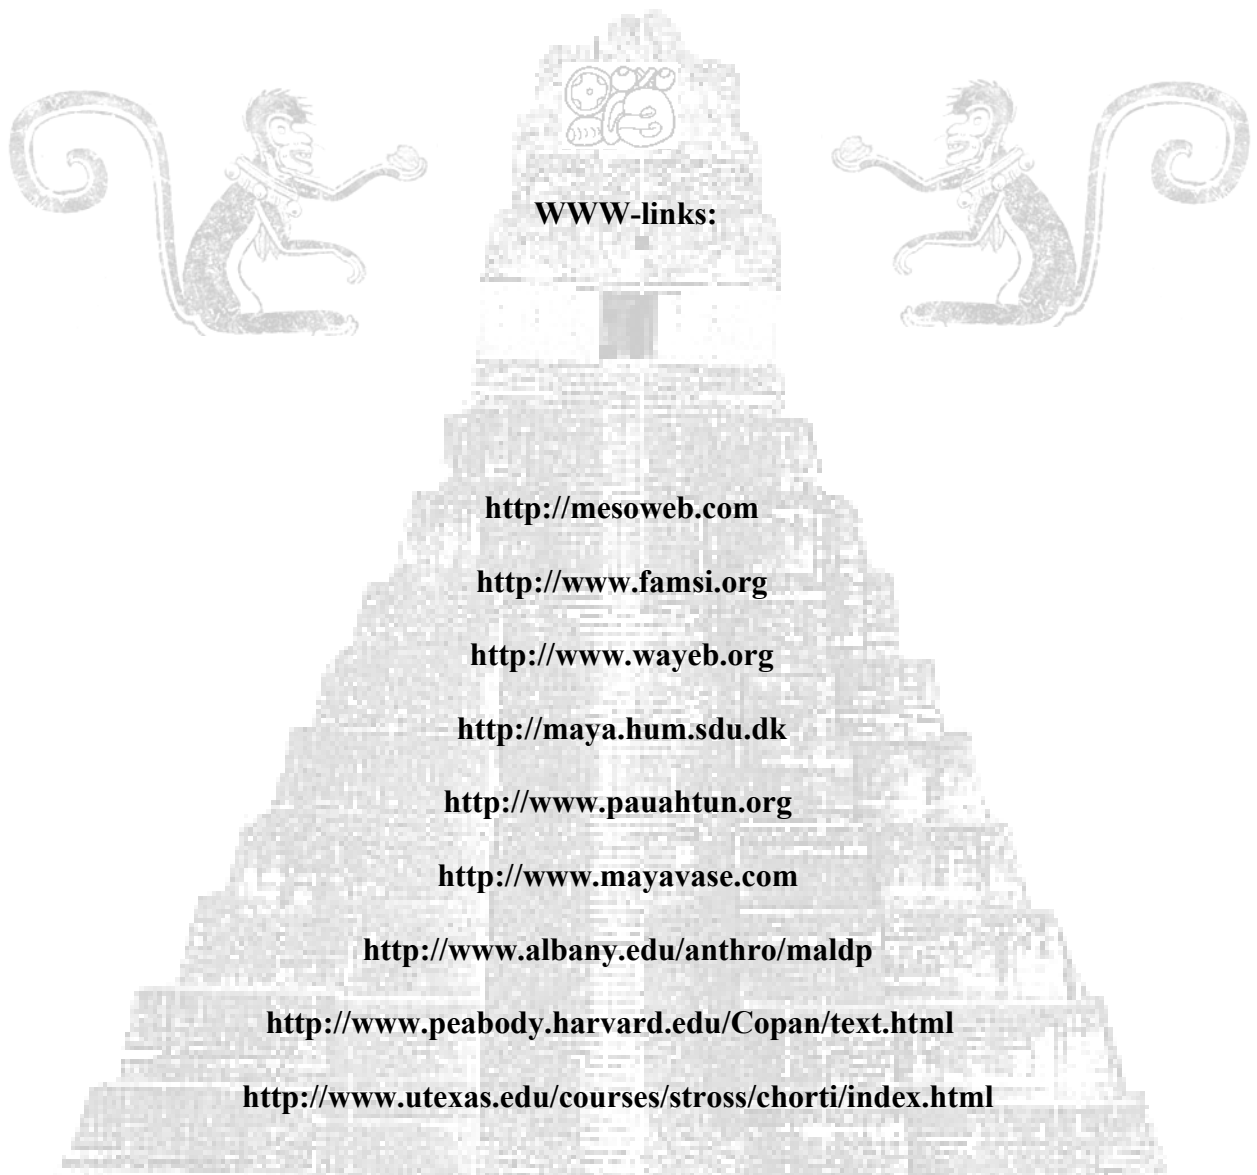 WWW-links:
http://mesoweb.com
http://www.famsi.org
http://www.wayeb.org
http://maya.hum.sdu.dk
http://www.pauahtun.org
http://www.mayavase.com
http://www.albany.edu/anthro/maldp
http://www.peabody.harvard.edu/Copan/text.html
http://www.utexas.edu/courses/stross/chorti/index.html